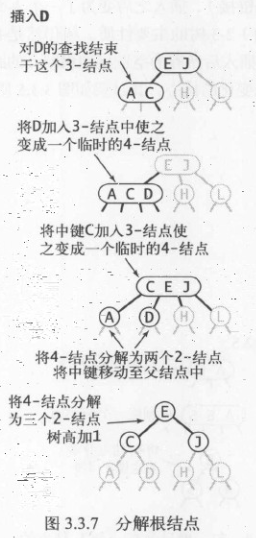 插入D
对D的查找结束
于这个3-结点
E J
A C
H
L
将D加入3-结点中使之
变成一个临时的4-结点
E J
A C D
H
L
将中键C加入3-结点使
之变成一个临时的4-结点
C E J
A
D
H
L
将4-结点分解为两个2-结点
将中键移动至父结点中
将4-结点分解
为三个2-结点
树高加1
E
C
J
A
D
H
L
图 3.3.7 分解根结点